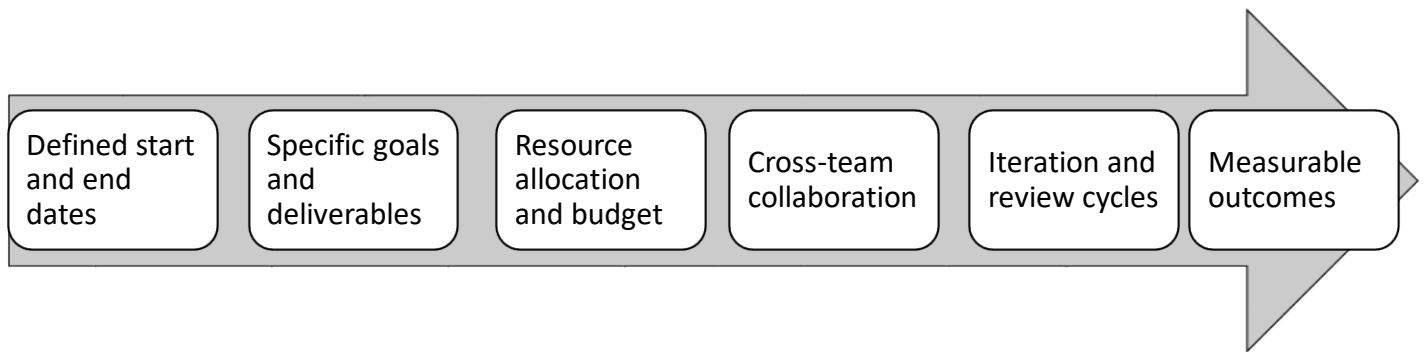 Defined start
and end
dates
Specific goals
and
deliverables
Resource
allocation
and budget
Cross-team
collaboration
Iteration and
review cycles
Measurable
outcomes